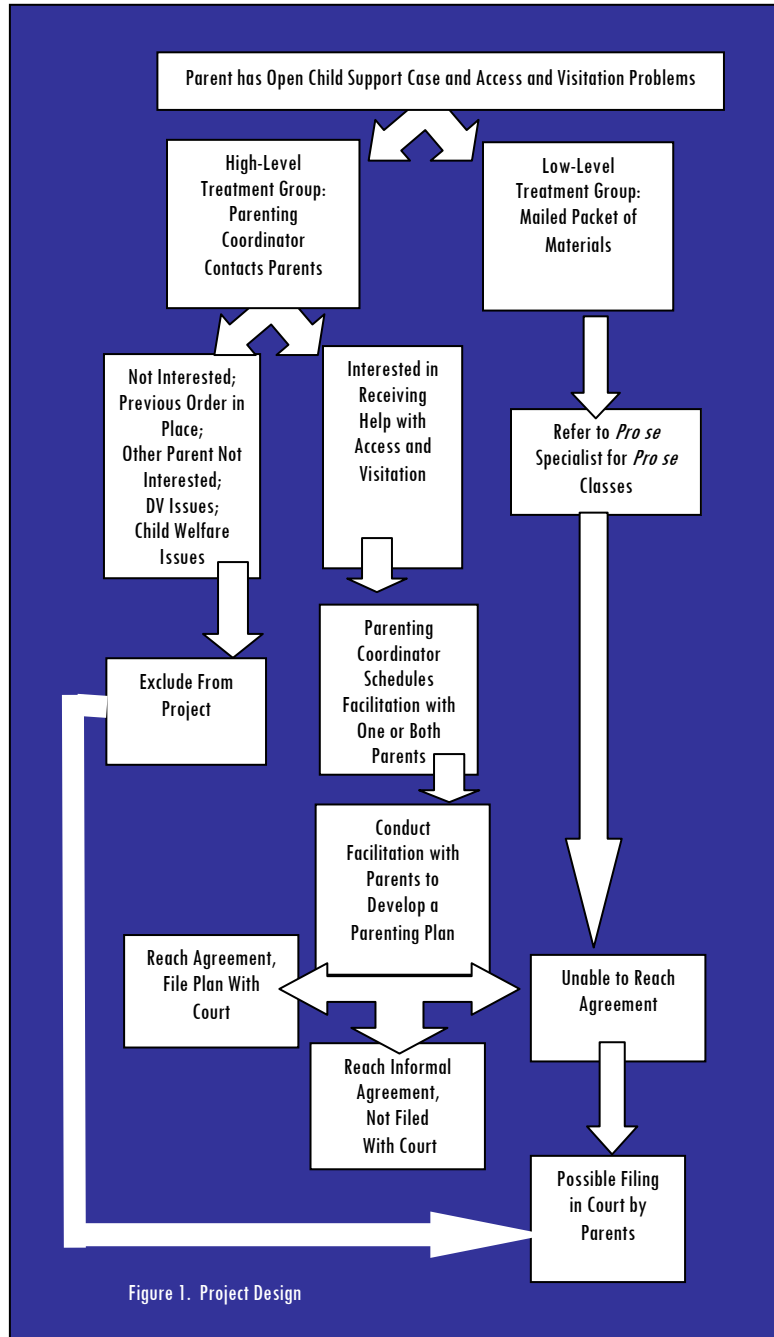 Parent has Open Child Support Case and Access and Visitation Problems
High-Level
Treatment Group:
Parenting
Coordinator
Contacts Parents
Low-Level
Treatment Group:
Mailed Packet of
Materials
Not Interested;
Previous Order in
Place;
Other Parent Not
Interested;
DV Issues;
Child Welfare
Issues
Interested in
Receiving
Help with
Access and
Visitation
Refer to Pro se
Specialist for Pro se
Classes
Exclude From
Project
Parenting
Coordinator
Schedules
Facilitation with
One or Both
Parents
Conduct
Facilitation with
Parents to
Develop a
Parenting Plan
Reach Agreement,
File Plan With
Court
Unable to Reach
Agreement
Reach Informal
Agreement,
Not Filed
With Court
Possible Filing
in Court by
Parents
Figure 1. Project Design